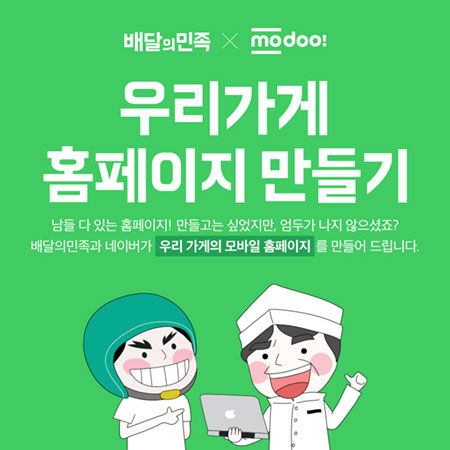 배달의민족 × modoo!
우리가게
홈페이지 만들기
남들 다 있는 홈페이지! 만들고는 싶었지만, 엄두가 나지 않으셨죠?
배달의민족과 네이버가 우리 가게의 모바일 홈페이지 를 만들어 드립니다.